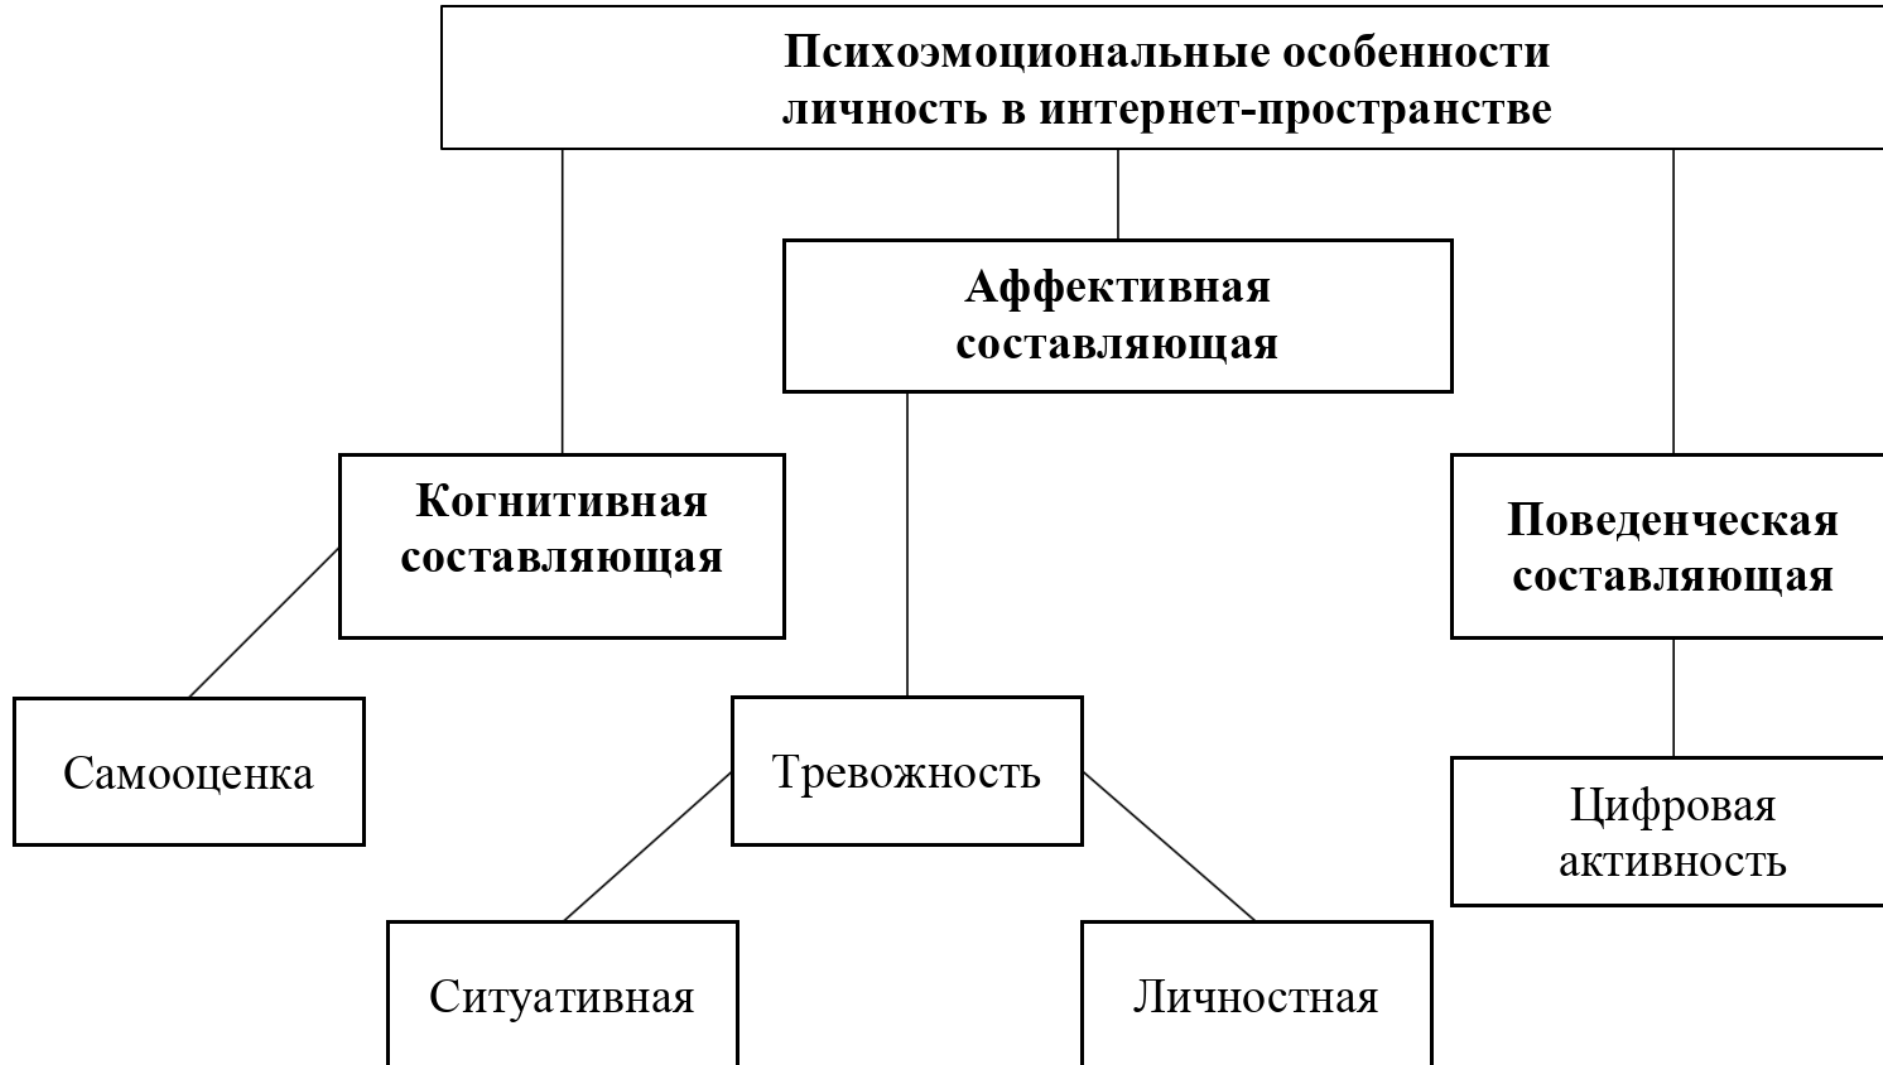 Психоэмоциональные особенности
личность в интернет-пространстве
Аффективная
составляющая
Когнитивная
составляющая
Поведенческая
составляющая
Самооценка
Тревожность
Цифровая
активность
Ситуативная
Личностная